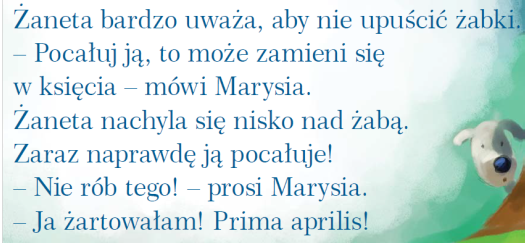 Żaneta bardzo uważa, aby nie upuścić żabki.
– Pocałuj ją, to może zamieni się
w księcia – mówi Marysia.
Żaneta nachyla się nisko nad żabą.
Zaraz naprawdę ją pocałuje!
– Nie rób tego! – prosi Marysia.
– Ja żartowałam! Prima aprilis!